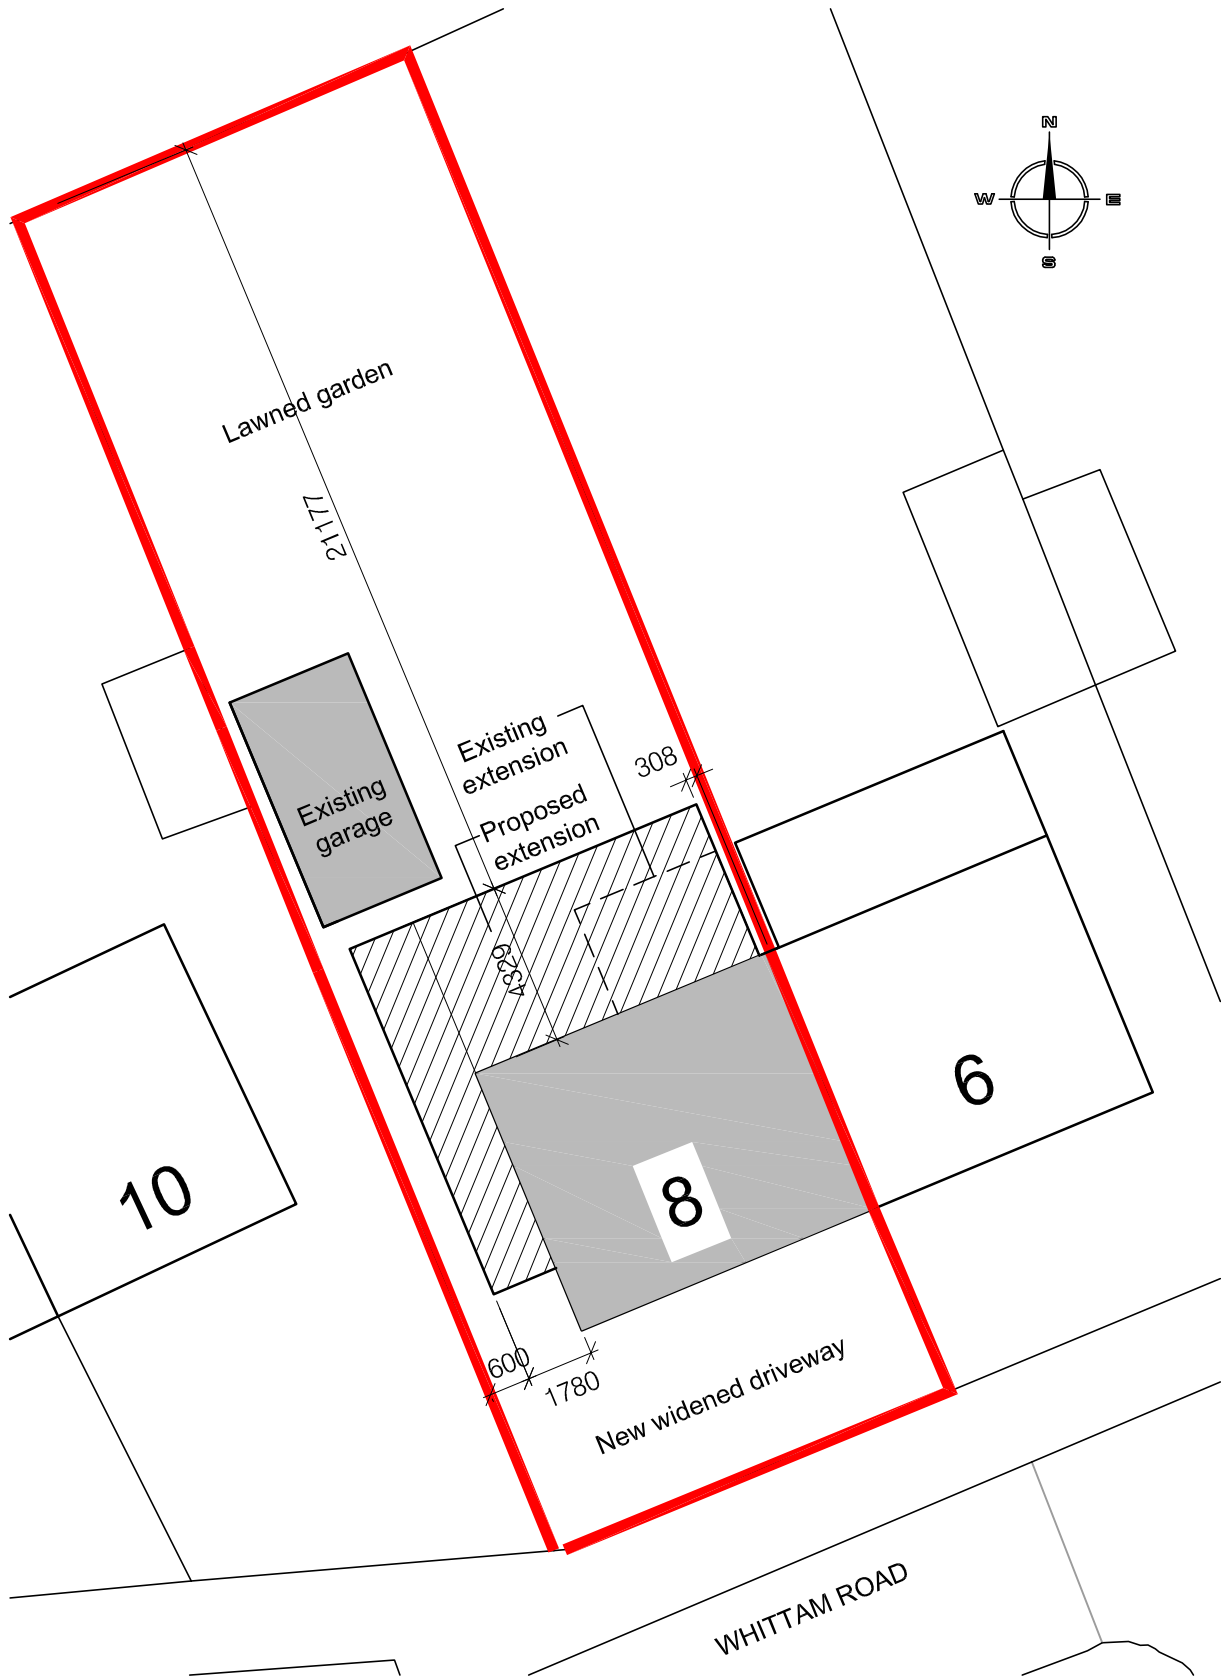 N
W
E
S
Lawned garden
21177
Existing
extension
308
Proposed
extension
Existing
garage
4329
6
10
8
600
1780
New widened driveway
WHITTAM ROAD